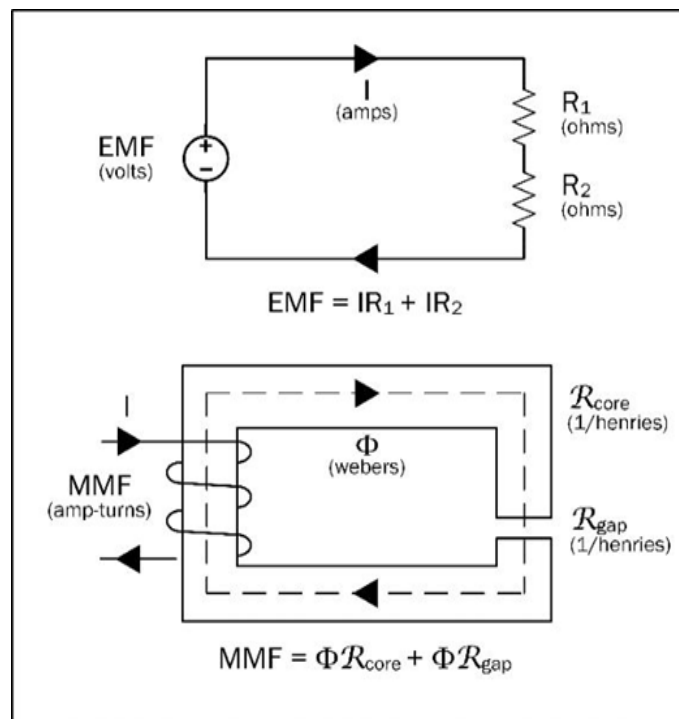 I
(amps)
EMF
(volts)
+
−
R₁
(ohms)
R₂
(ohms)
EMF = IR₁ + IR₂
I
MMF
(amp-turns)
Φ
(webers)
ℛcore
(1/henries)
ℛgap
(1/henries)
MMF = Φℛcore + Φℛgap